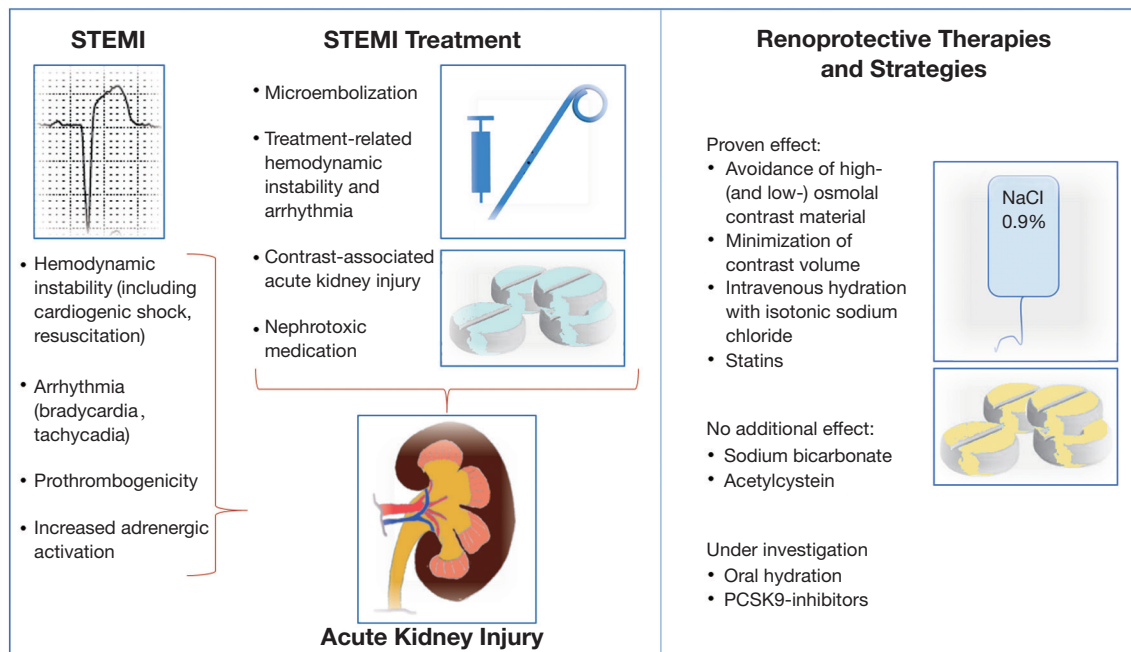 STEMI
• Hemodynamic
instability (including
cardiogenic shock,
resuscitation)
• Arrhythmia
(bradycardia,
tachycadia)
• Prothrombogenicity
• Increased adrenergic
activation
STEMI Treatment
• Microembolization
• Treatment-related
hemodynamic
instability and
arrhythmia
• Contrast-associated
acute kidney injury
• Nephrotoxic
medication
Acute Kidney Injury
Renoprotective Therapies
and Strategies
Proven effect:
• Avoidance of high-
(and low-) osmolal
contrast material
• Minimization of
contrast volume
• Intravenous hydration
with isotonic sodium
chloride
• Statins
NaCl
0.9%
No additional effect:
• Sodium bicarbonate
• Acetylcystein
Under investigation
• Oral hydration
• PCSK9-inhibitors